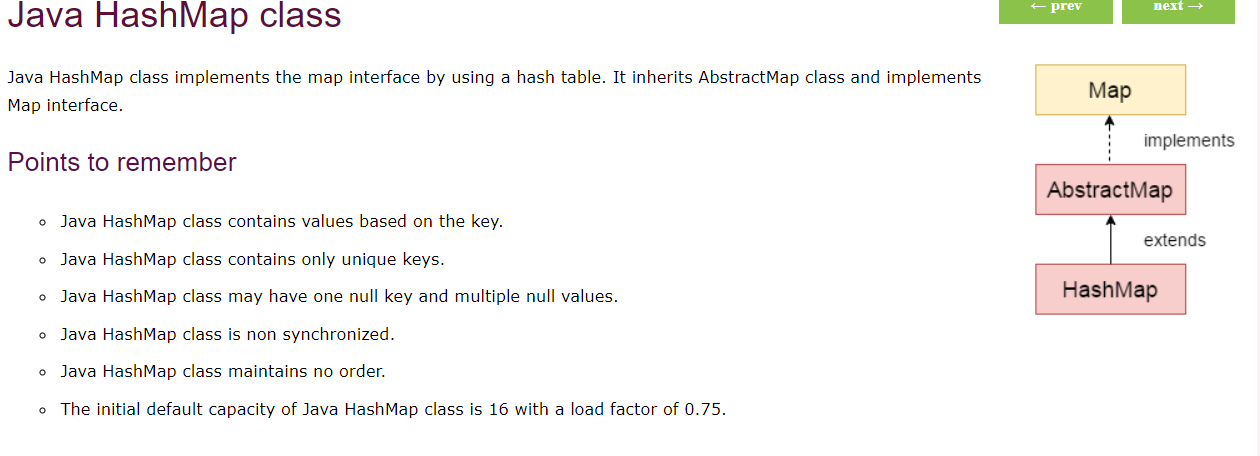 Java HashMap class
← prev
next →
Java HashMap class implements the map interface by using a hash table. It inherits AbstractMap class and implements
Map interface.
Points to remember
Java HashMap class contains values based on the key.
Java HashMap class contains only unique keys.
Java HashMap class may have one null key and multiple null values.
Java HashMap class is non synchronized.
Java HashMap class maintains no order.
The initial default capacity of Java HashMap class is 16 with a load factor of 0.75.
Map
implements
AbstractMap
extends
HashMap